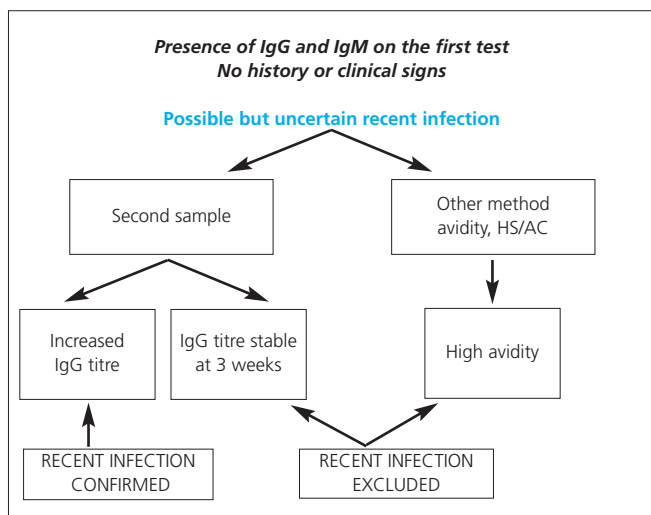 Presence of IgG and IgM on the first test
No history or clinical signs
Possible but uncertain recent infection
Second sample
Other method
avidity, HS/AC
Increased
IgG titre
IgG titre stable
at 3 weeks
High avidity
RECENT INFECTION
CONFIRMED
RECENT INFECTION
EXCLUDED